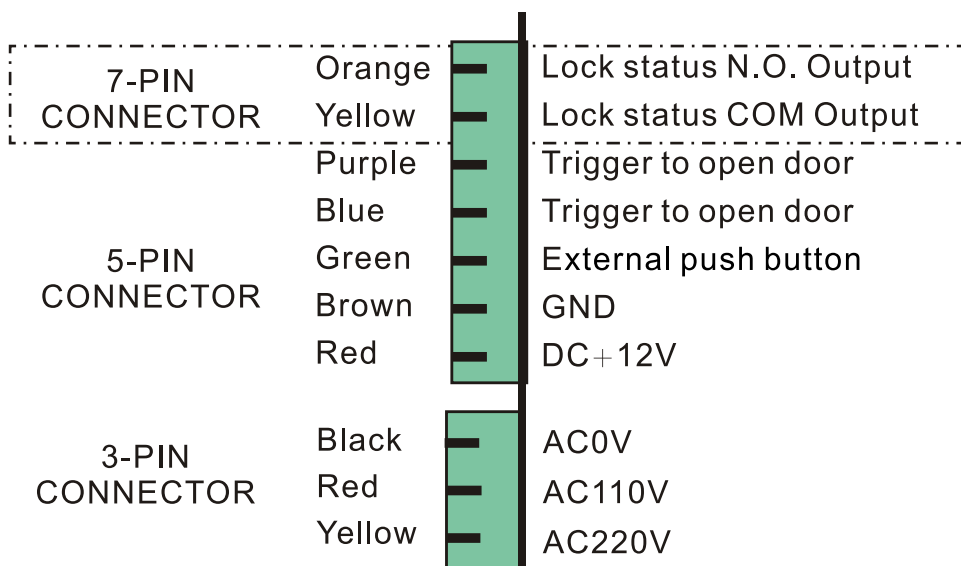 7-PIN
CONNECTOR
Orange Lock status N.O. Output
Yellow Lock status COM Output
Purple Trigger to open door
Blue Trigger to open door
5-PIN
CONNECTOR
Green External push button
Brown GND
Red DC+12V
3-PIN
CONNECTOR
Black AC0V
Red AC110V
Yellow AC220V